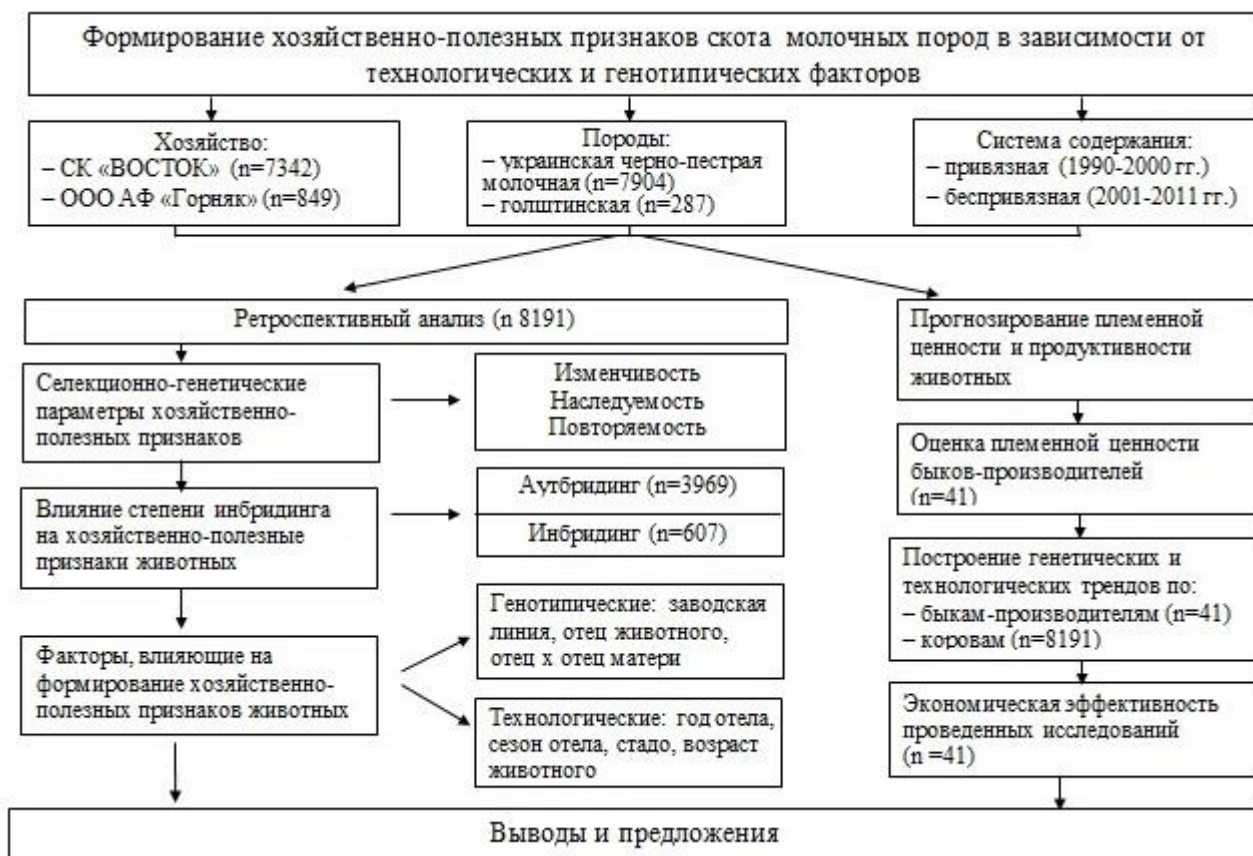 Формирование хозяйственно-полезных признаков скота молочных пород в зависимости от
технологических и генотипических факторов
Хозяйство:
– СК «ВОСТОК» (n=7342)
– ООО АФ «Горняк» (n=849)
Породы:
– украинская черно-пестрая
молочная (n=7904)
– голштинская (n=287)
Система содержания:
– привязная (1990-2000 гг.)
– беспривязная (2001-2011 гг.)
Ретроспективный анализ (n 8191)
Селекционно-генетические
параметры хозяйственно-
полезных признаков
Изменчивость
Наследуемость
Повторяемость
Влияние степени инбридинга
на хозяйственно-полезные
признаки животных
Аутбридинг (n=3969)
Инбридинг (n=607)
Факторы, влияющие на
формирование хозяйственно-
полезных признаков животных
Генотипические: заводская
линия, отец животного,
отец х отец матери
Технологические: год отела,
сезон отела, стадо, возраст
животного
Прогнозирование племенной
ценности и продуктивности
животных
Оценка племенной ценности
быков-производителей
(n=41)
Построение генетических и
технологических трендов по:
– быкам-производителям (n=41)
– коровам (n=8191)
Экономическая эффективность
проведенных исследований
(n =41)
Выводы и предложения